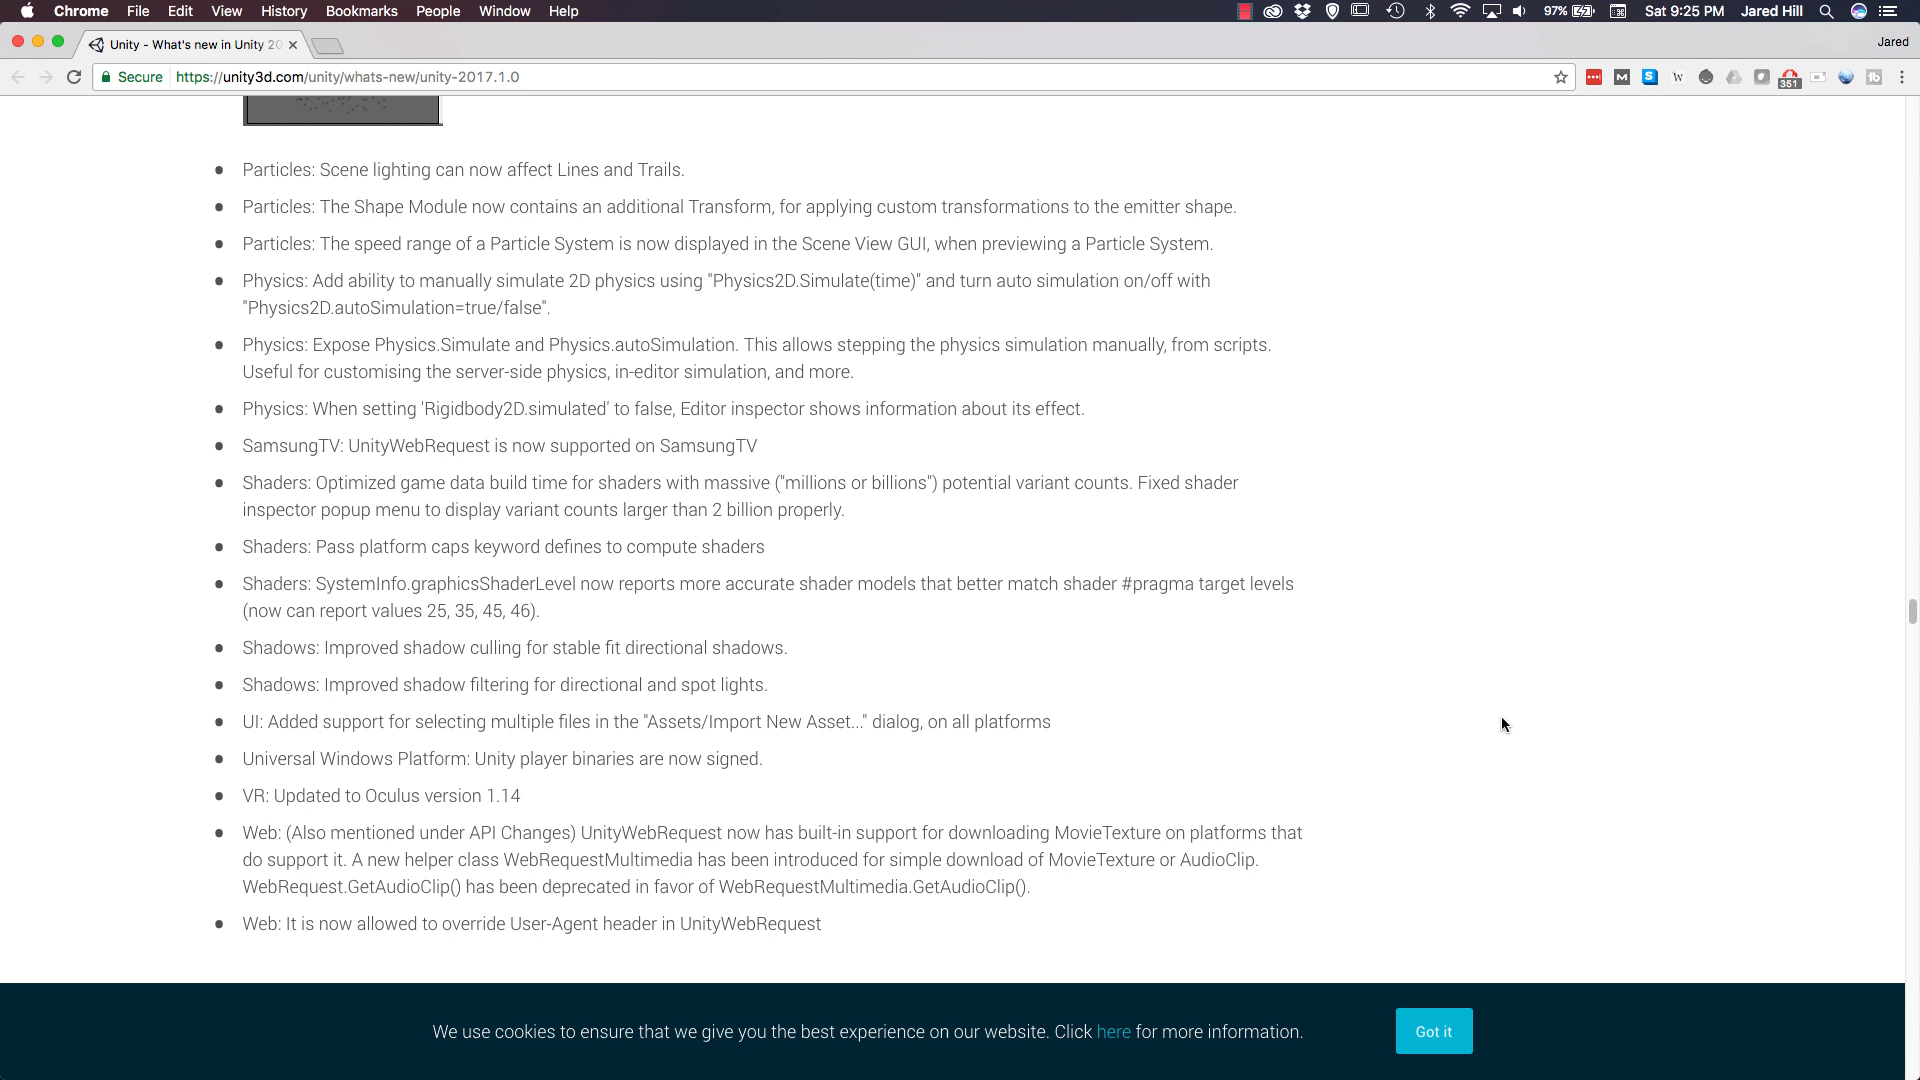 Chrome File Edit View History Bookmarks People Window Help 97% Sat 9:25 PM Jared Hill
Unity - What's new in Unity 20 Jared
Secure https://unity3d.com/unity/whats-new/unity-2017.1.0 351
Particles: Scene lighting can now affect Lines and Trails.
Particles: The Shape Module now contains an additional Transform, for applying custom transformations to the emitter shape.
Particles: The speed range of a Particle System is now displayed in the Scene View GUI, when previewing a Particle System.
Physics: Add ability to manually simulate 2D physics using "Physics2D.Simulate(time)" and turn auto simulation on/off with
"Physics2D.autoSimulation=true/false".
Physics: Expose Physics.Simulate and Physics.autoSimulation. This allows stepping the physics simulation manually, from scripts.
Useful for customising the server-side physics, in-editor simulation, and more.
Physics: When setting 'Rigidbody2D.simulated' to false, Editor inspector shows information about its effect.
SamsungTV: UnityWebRequest is now supported on SamsungTV
Shaders: Optimized game data build time for shaders with massive ("millions or billions") potential variant counts. Fixed shader
inspector popup menu to display variant counts larger than 2 billion properly.
Shaders: Pass platform caps keyword defines to compute shaders
Shaders: SystemInfo.graphicsShaderLevel now reports more accurate shader models that better match shader #pragma target levels
(now can report values 25, 35, 45, 46).
Shadows: Improved shadow culling for stable fit directional shadows.
Shadows: Improved shadow filtering for directional and spot lights.
UI: Added support for selecting multiple files in the "Assets/Import New Asset..." dialog, on all platforms
Universal Windows Platform: Unity player binaries are now signed.
VR: Updated to Oculus version 1.14
Web: (Also mentioned under API Changes) UnityWebRequest now has built-in support for downloading MovieTexture on platforms that
do support it. A new helper class WebRequestMultimedia has been introduced for simple download of MovieTexture or AudioClip.
WebRequest.GetAudioClip() has been deprecated in favor of WebRequestMultimedia.GetAudioClip().
Web: It is now allowed to override User-Agent header in UnityWebRequest
We use cookies to ensure that we give you the best experience on our website. Click here for more information. Got it